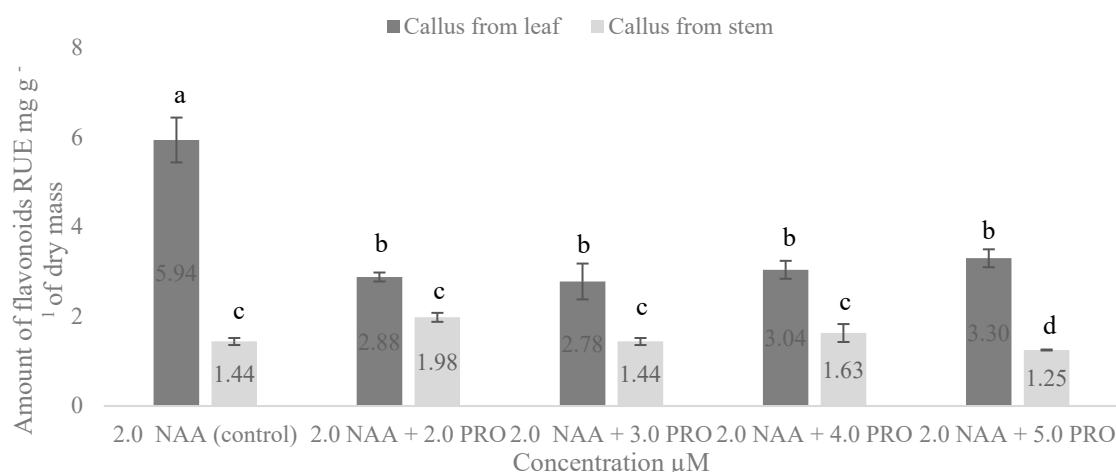 Callus from leaf Callus from stem
8
6
4
2
0
Amount of flavonoids RUE mg g -
1 of dry mass
a
c
b
c
b
c
b
c
b
d
5.94
1.44
2.88
1.98
2.78
1.44
3.04
1.63
3.30
1.25
2.0 NAA (control) 2.0 NAA + 2.0 PRO 2.0 NAA + 3.0 PRO 2.0 NAA + 4.0 PRO 2.0 NAA + 5.0 PRO
Concentration µM